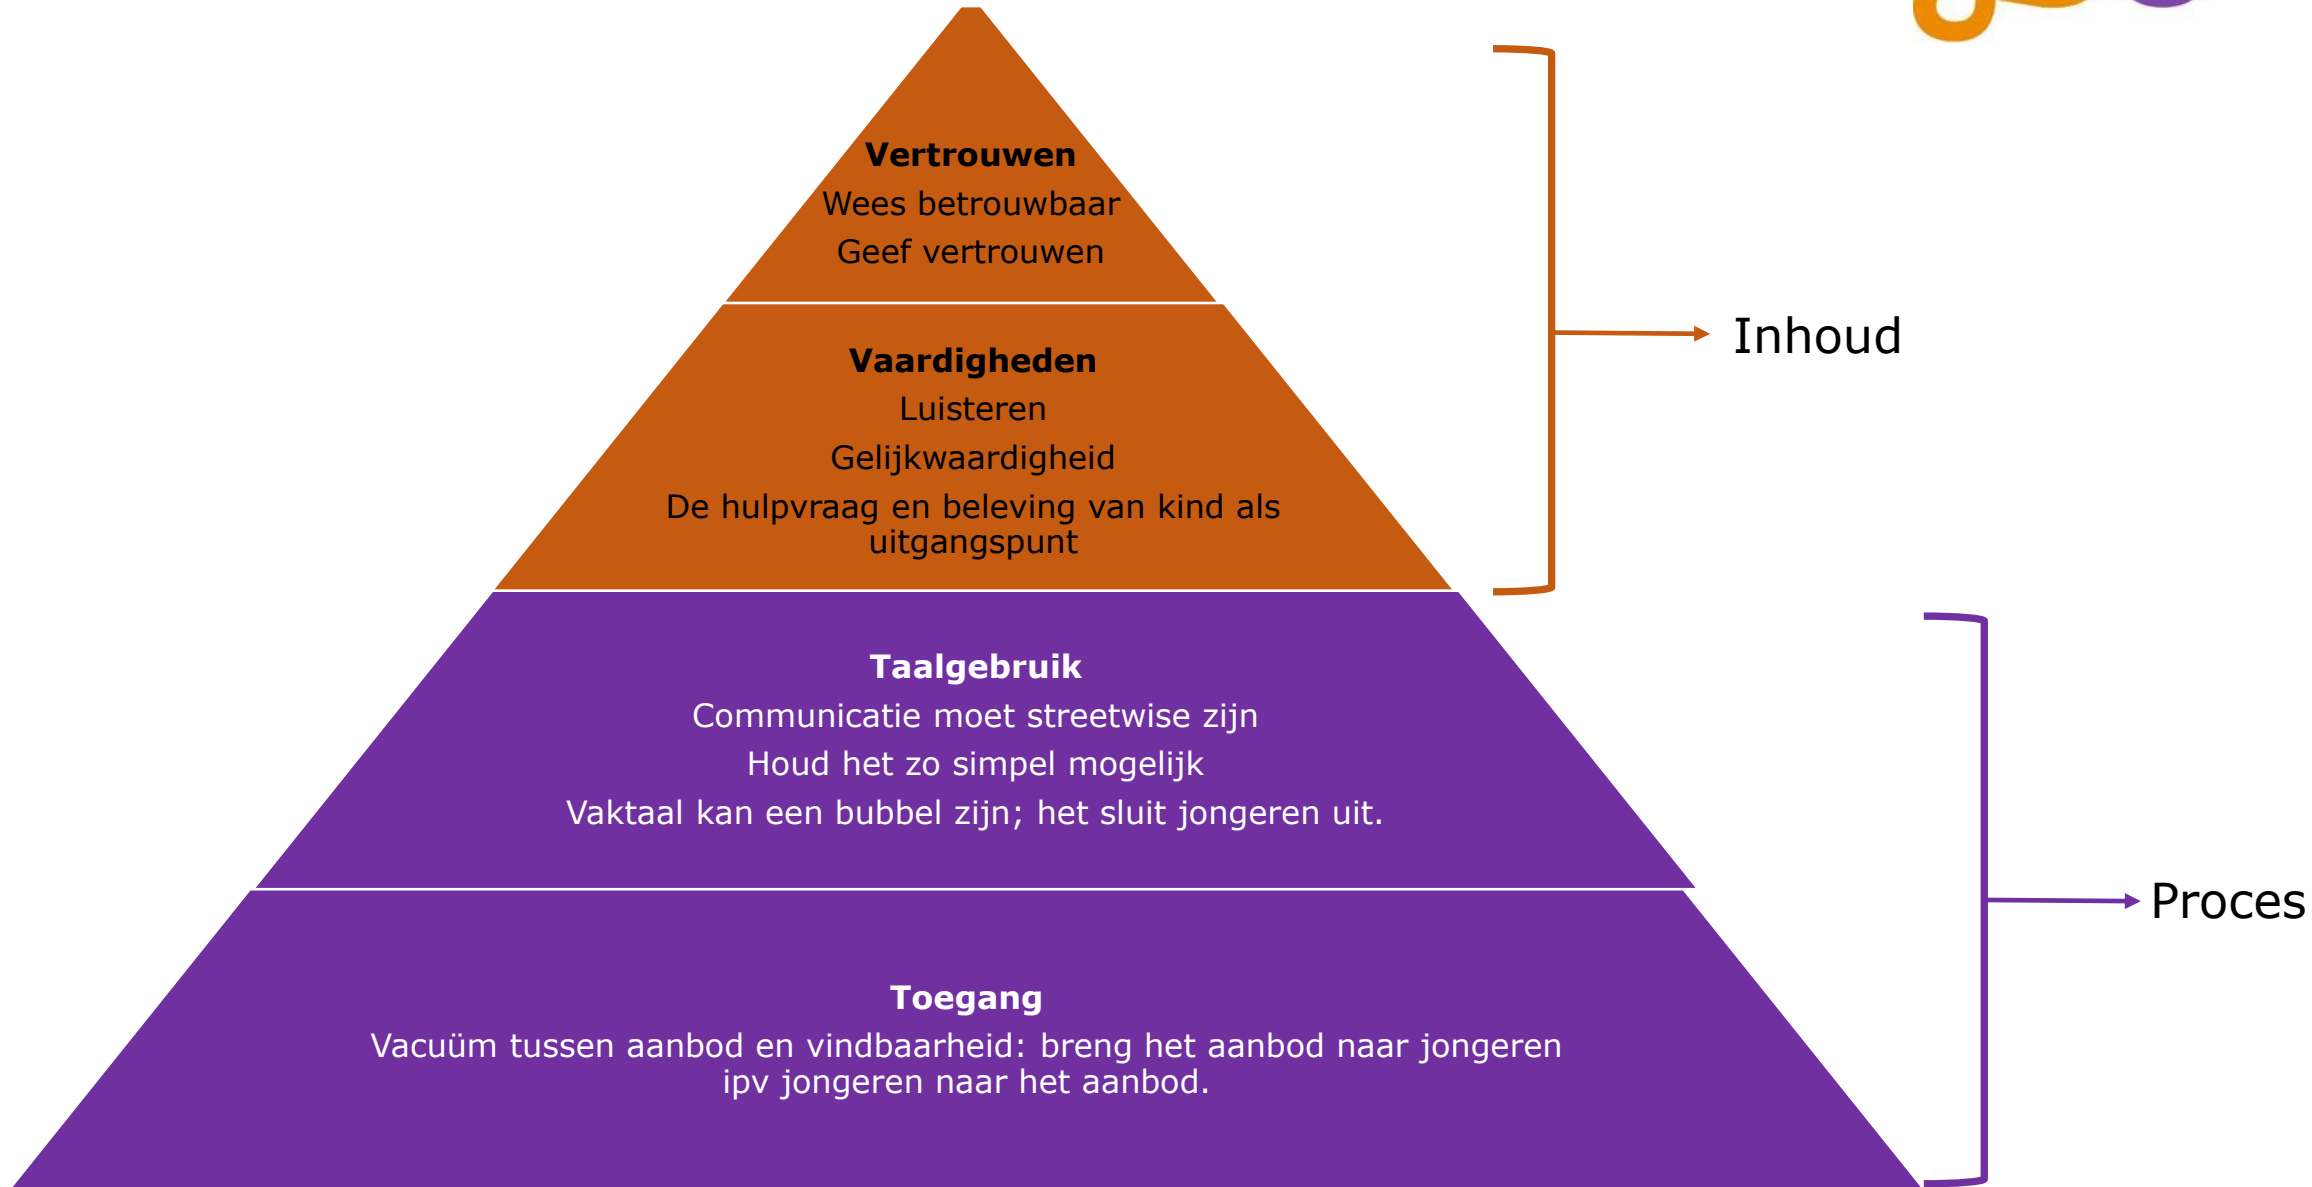 Vertrouwen
Wees betrouwbaar
Geef vertrouwen
Inhoud
Vaardigheden
Luisteren
Gelijkwaardigheid
De hulpvraag en beleving van kind als
uitgangspunt
Taalgebruik
Communicatie moet streetwise zijn
Houd het zo simpel mogelijk
Vaktaal kan een bubbel zijn; het sluit jongeren uit.
Proces
Toegang
Vacuüm tussen aanbod en vindbaarheid: breng het aanbod naar jongeren
ipv jongeren naar het aanbod.